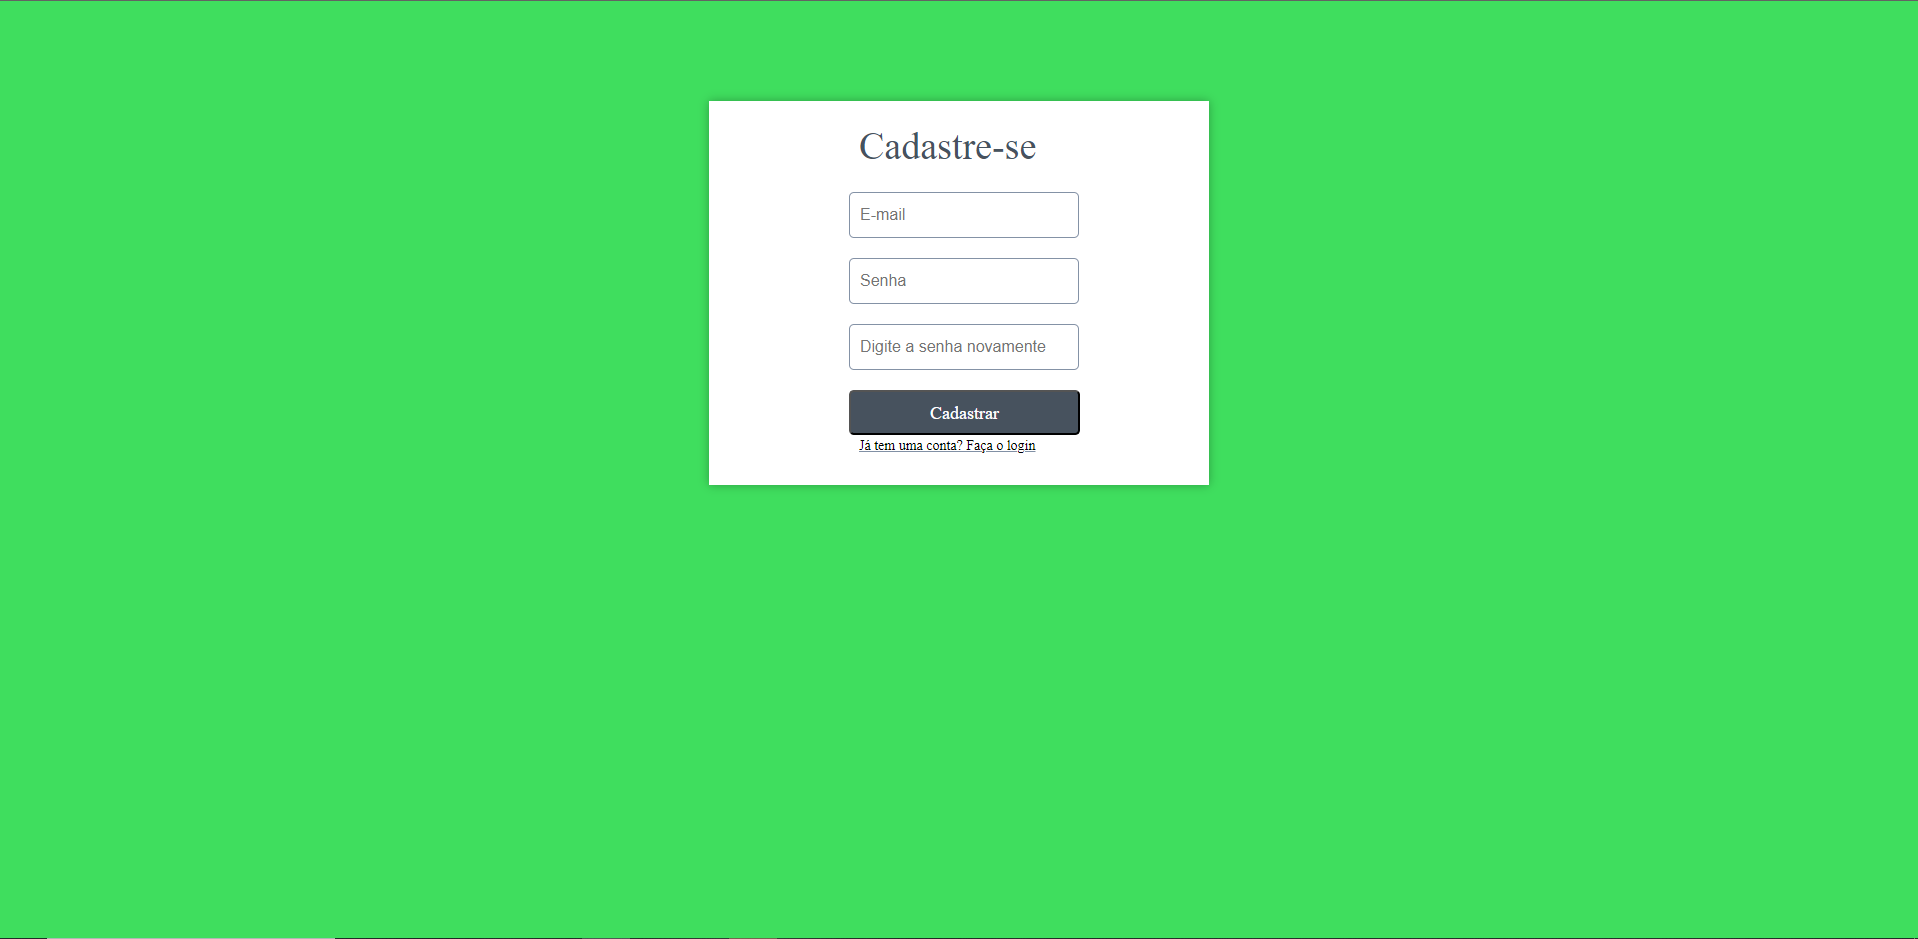 Cadastre-se
E-mail
Senha
Digite a senha novamente
Cadastrar
Já tem uma conta? Faça o login